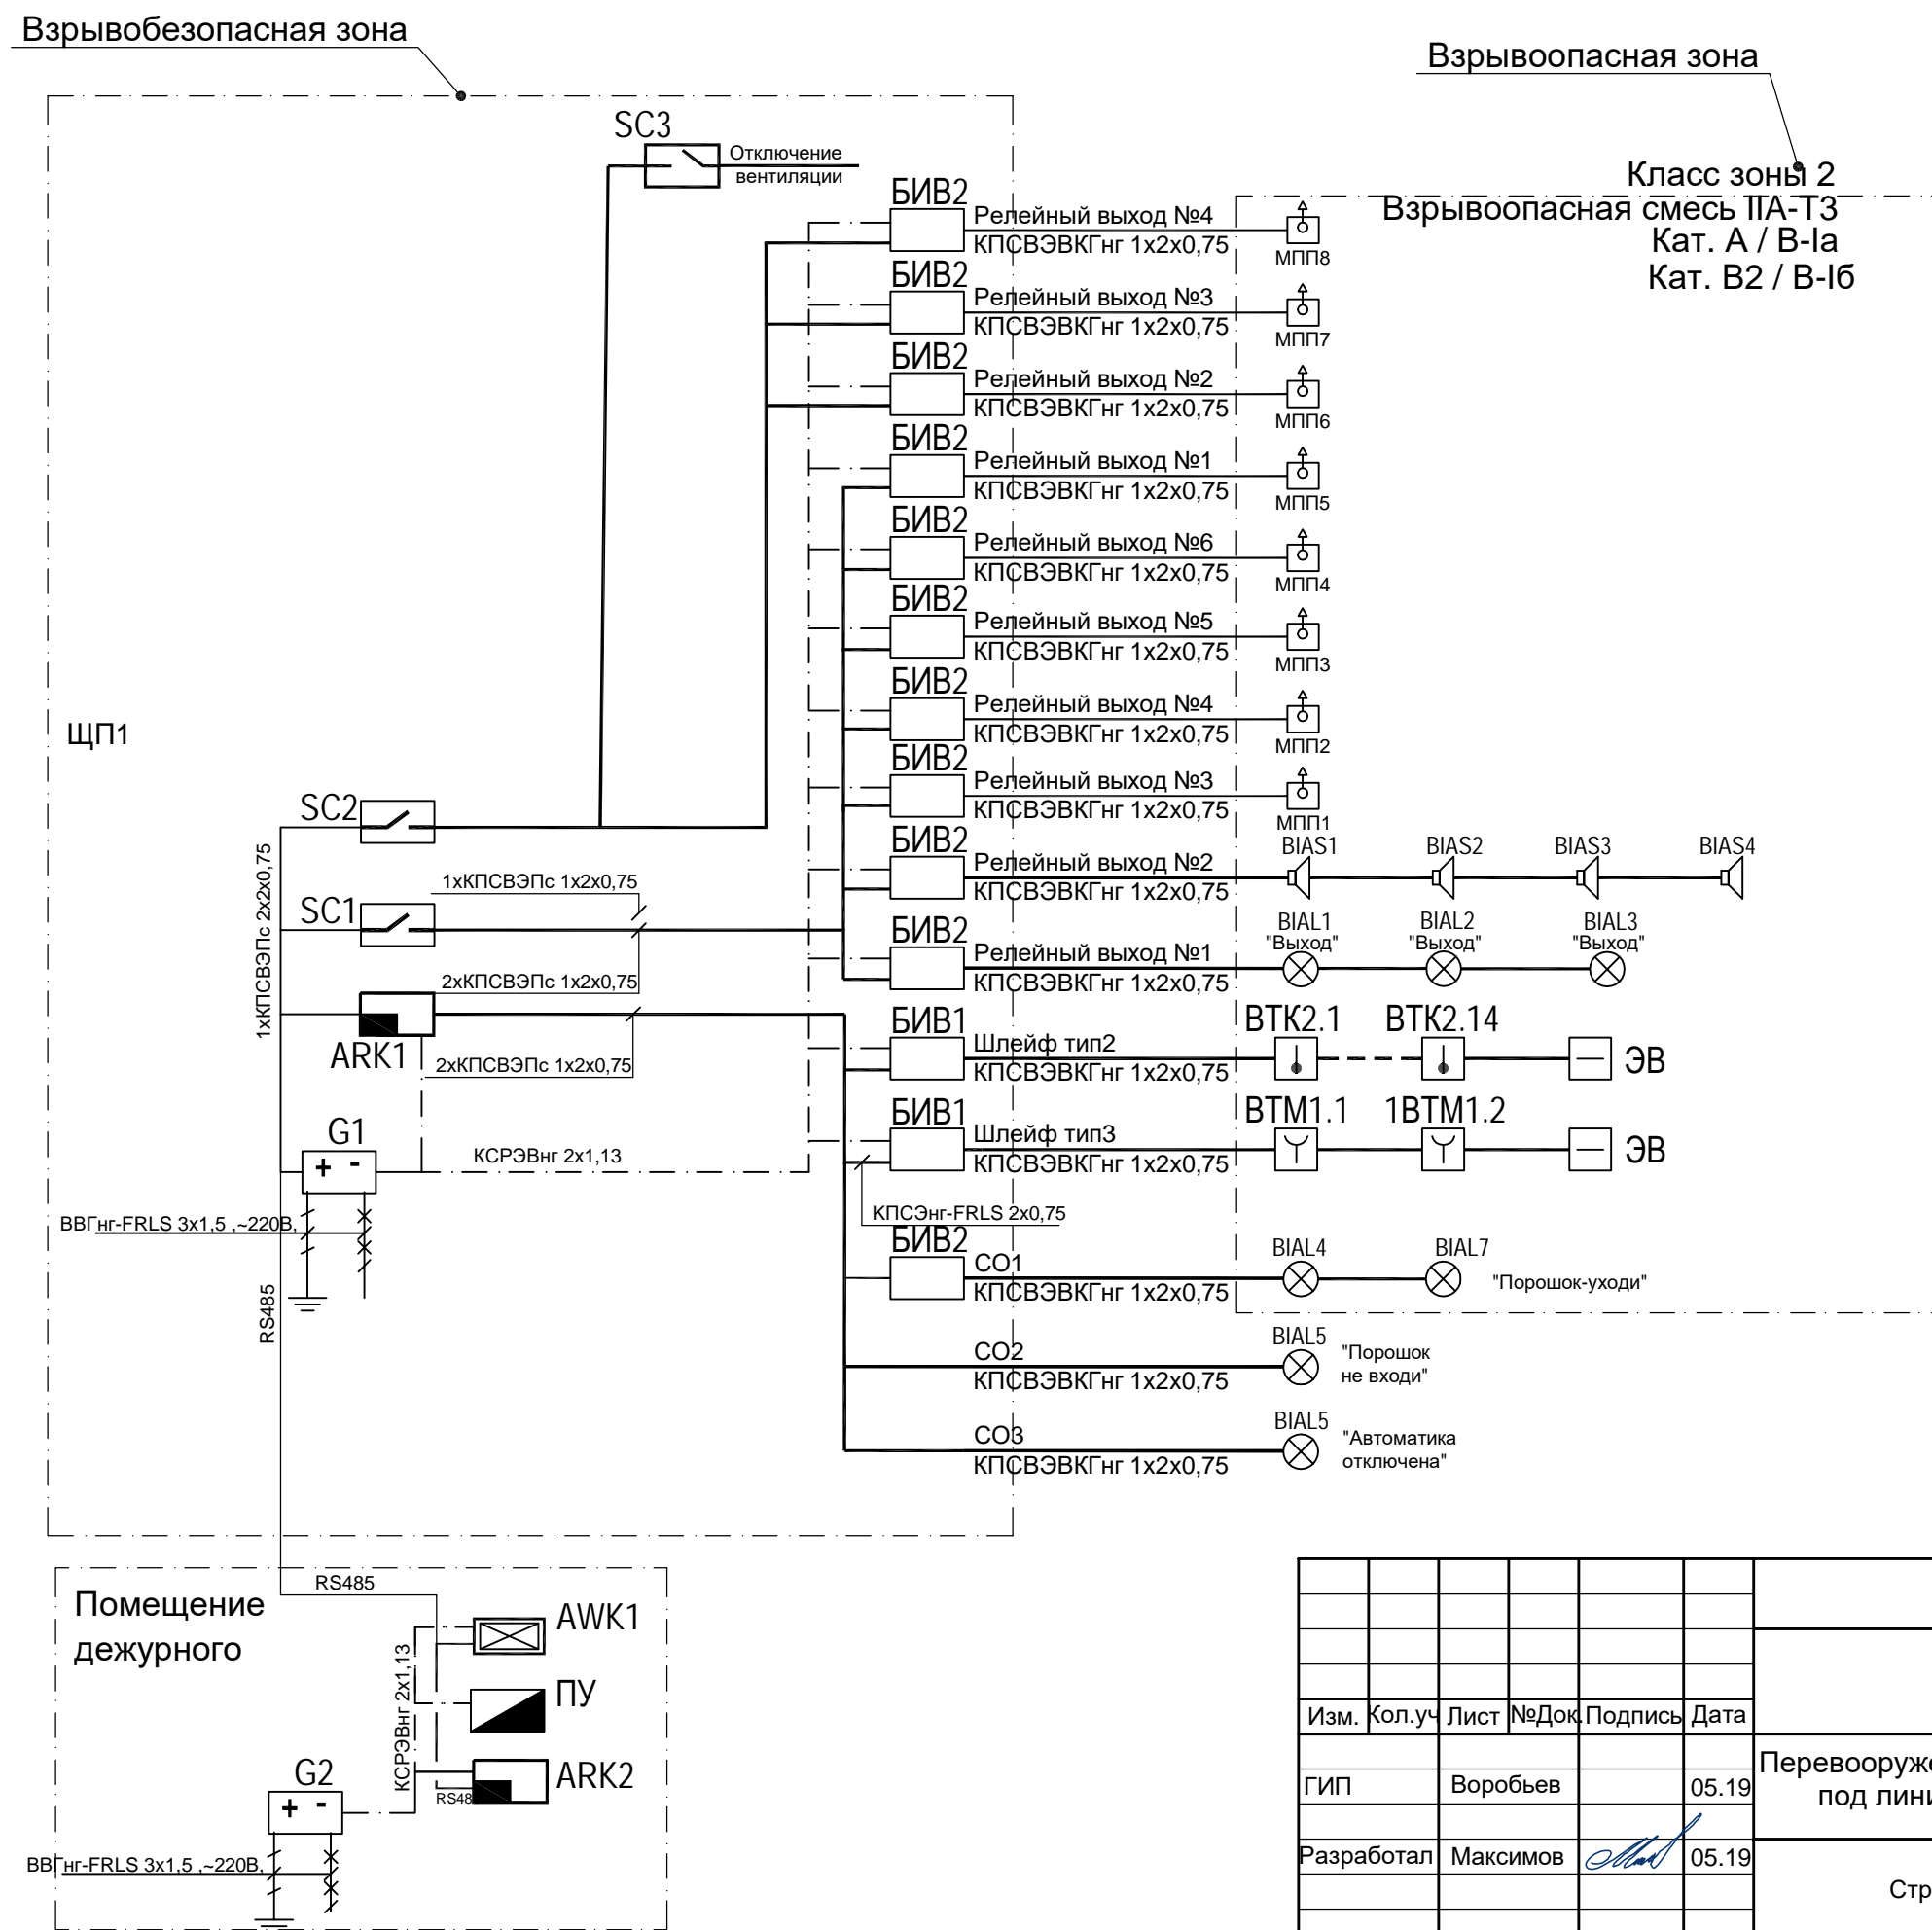 Взрывобезопасная зона
Взрывоопасная зона
Класс зоны 2
Взрывоопасная смесь IIА-Т3
Кат. А / В-Iа
Кат. В2 / В-Iб
SC3
Отключение
вентиляции
БИВ2
Релейный выход №4
КПСВЭВКГнг 1х2х0,75
МПП8
БИВ2
Релейный выход №3
КПСВЭВКГнг 1х2х0,75
МПП7
БИВ2
Релейный выход №2
КПСВЭВКГнг 1х2х0,75
МПП6
БИВ2
Релейный выход №1
КПСВЭВКГнг 1х2х0,75
МПП5
БИВ2
Релейный выход №6
КПСВЭВКГнг 1х2х0,75
МПП4
БИВ2
Релейный выход №5
КПСВЭВКГнг 1х2х0,75
МПП3
БИВ2
Релейный выход №4
КПСВЭВКГнг 1х2х0,75
МПП2
ЩП1
БИВ2
Релейный выход №3
КПСВЭВКГнг 1х2х0,75
МПП1
SC2
БИВ2
Релейный выход №2
КПСВЭВКГнг 1х2х0,75
BIAS1 BIAS2 BIAS3 BIAS4
1хКПСВЭПс 2х2х0,75
1хКПСВЭПс 1х2х0,75
SC1
БИВ2
Релейный выход №1
КПСВЭВКГнг 1х2х0,75
BIAL1 BIAL2 BIAL3
"Выход" "Выход" "Выход"
2хКПСВЭПс 1х2х0,75
ARK1
2хКПСВЭПс 1х2х0,75
БИВ1
Шлейф тип2
КПСВЭВКГнг 1х2х0,75
ВТК2.1 ВТК2.14 ЭВ
G1
КСРЭВнг 2х1,13
БИВ1
Шлейф тип3
КПСВЭВКГнг 1х2х0,75
ВТМ1.1 1ВТМ1.2 ЭВ
ВВГнг-FRLS 3х1,5 ,~220В,
КПСЭнг-FRLS 2х0,75
БИВ2
СО1
КПСВЭВКГнг 1х2х0,75
BIAL4 BIAL7
"Порошок-уходи"
RS485
СО2
КПСВЭВКГнг 1х2х0,75
BIAL5
"Порошок
не входи"
СО3
КПСВЭВКГнг 1х2х0,75
BIAL5
"Автоматика
отключена"
RS485
Помещение
дежурного
AWK1
КСРЭВнг 2х1,13
ПУ
G2
ARK2
RS48
ВВГнг-FRLS 3х1,5 ,~220В,
Изм. Кол.уч Лист №Док. Подпись Дата
ГИП Воробьев 05.19
Разработал Максимов 05.19
Перевооруже
под лини
Стр